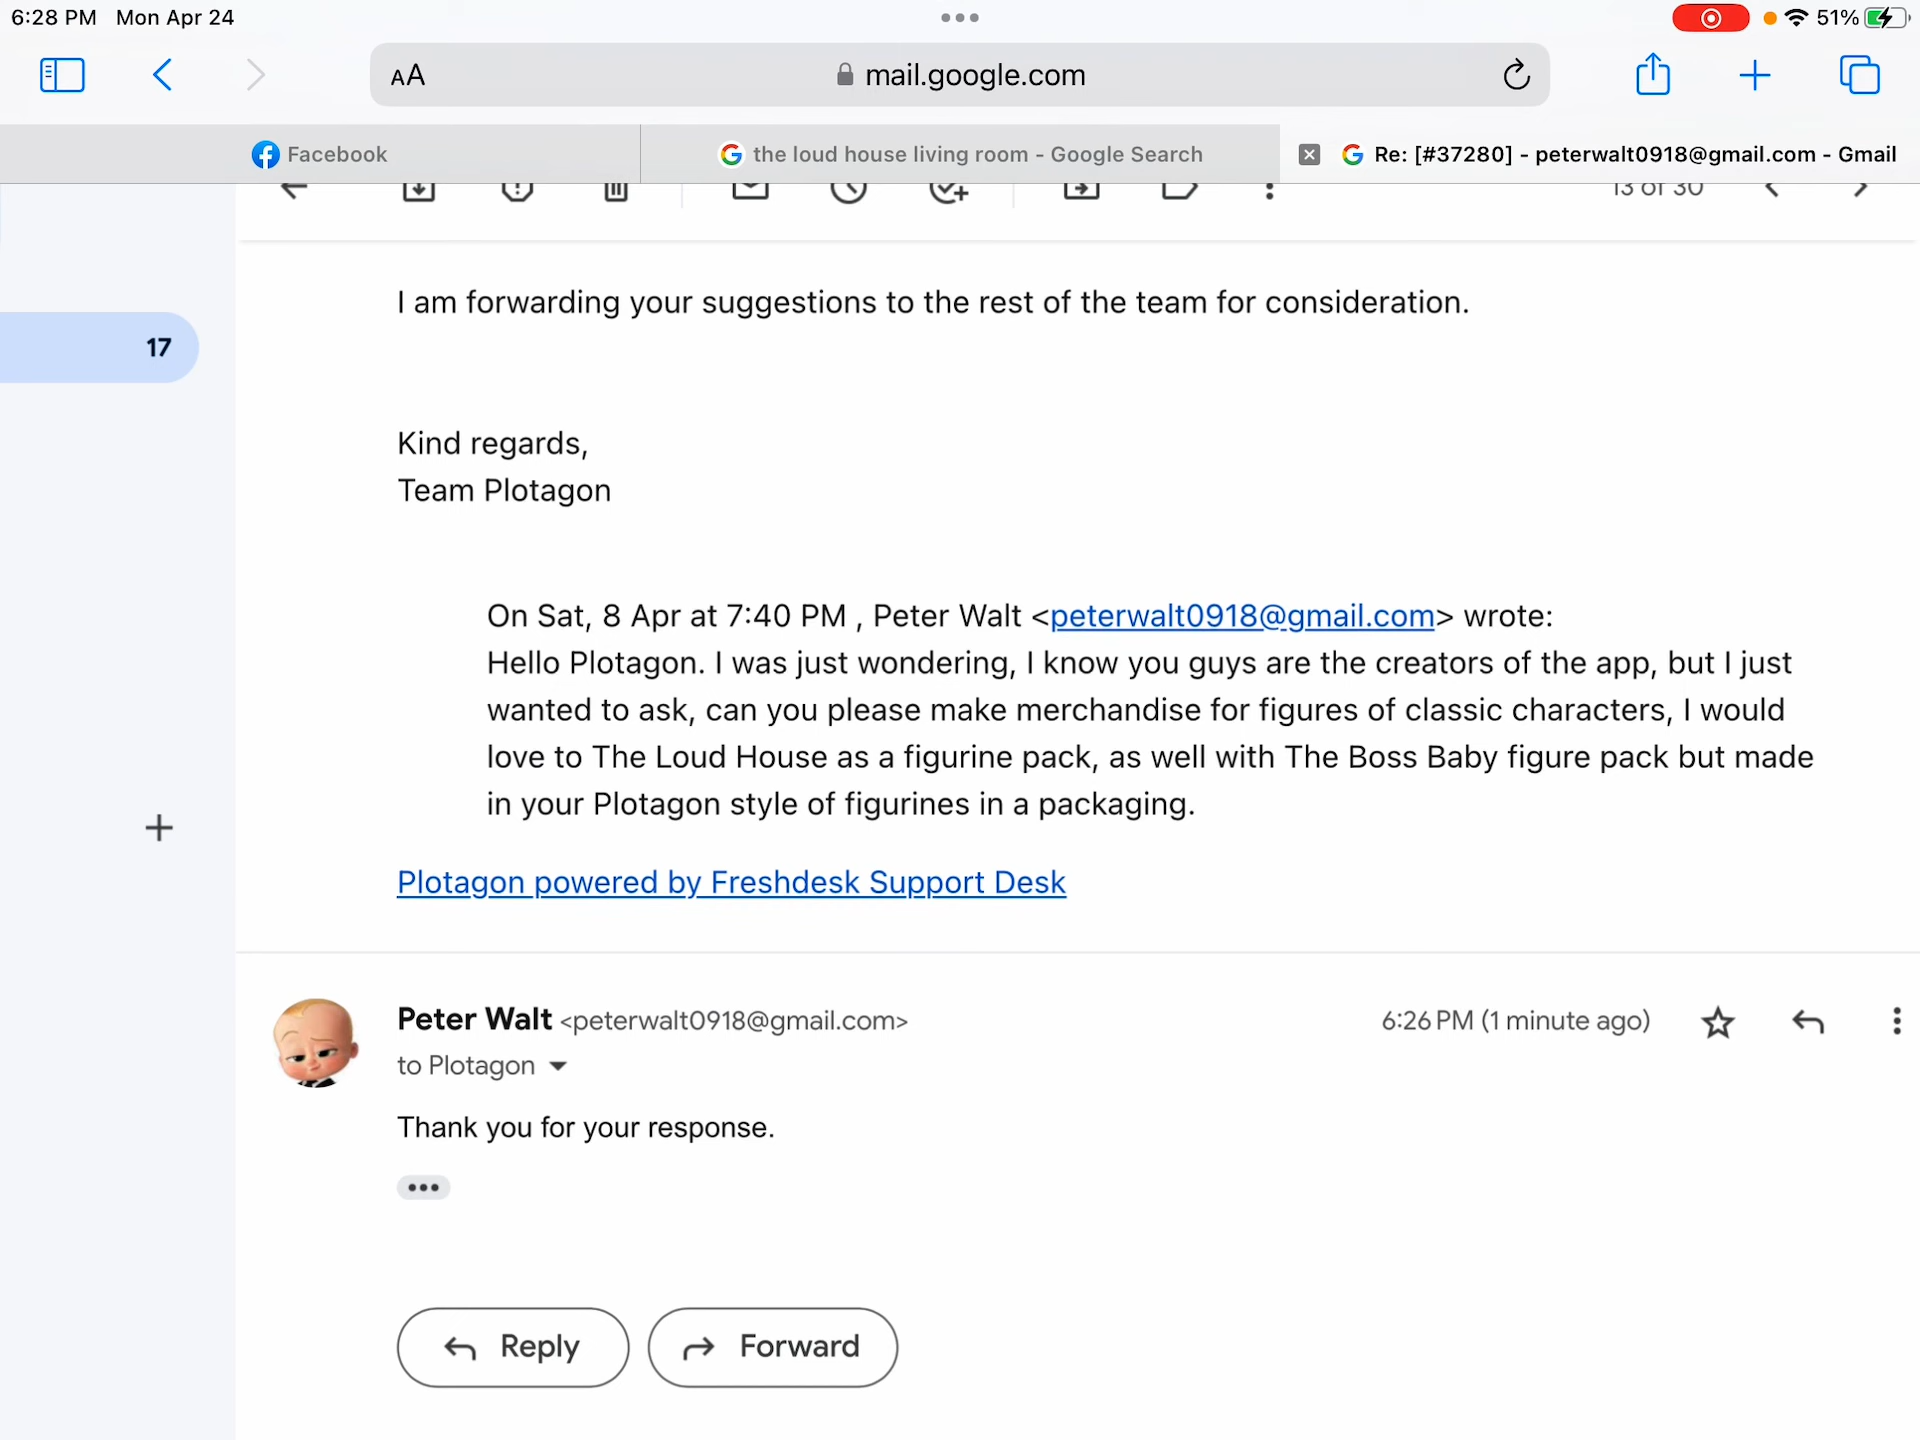 6:28 PM Mon Apr 24
51%
AA mail.google.com
Facebook
the loud house living room - Google Search
Re: [#37280] - peterwalt0918@gmail.com - Gmail
13 of 30
I am forwarding your suggestions to the rest of the team for consideration.
17
Kind regards,
Team Plotagon
On Sat, 8 Apr at 7:40 PM , Peter Walt <peterwalt0918@gmail.com> wrote:
Hello Plotagon. I was just wondering, I know you guys are the creators of the app, but I just
wanted to ask, can you please make merchandise for figures of classic characters, I would
love to The Loud House as a figurine pack, as well with The Boss Baby figure pack but made
in your Plotagon style of figurines in a packaging.
Plotagon powered by Freshdesk Support Desk
Peter Walt <peterwalt0918@gmail.com>
6:26 PM (1 minute ago)
to Plotagon
Thank you for your response.
Reply
Forward